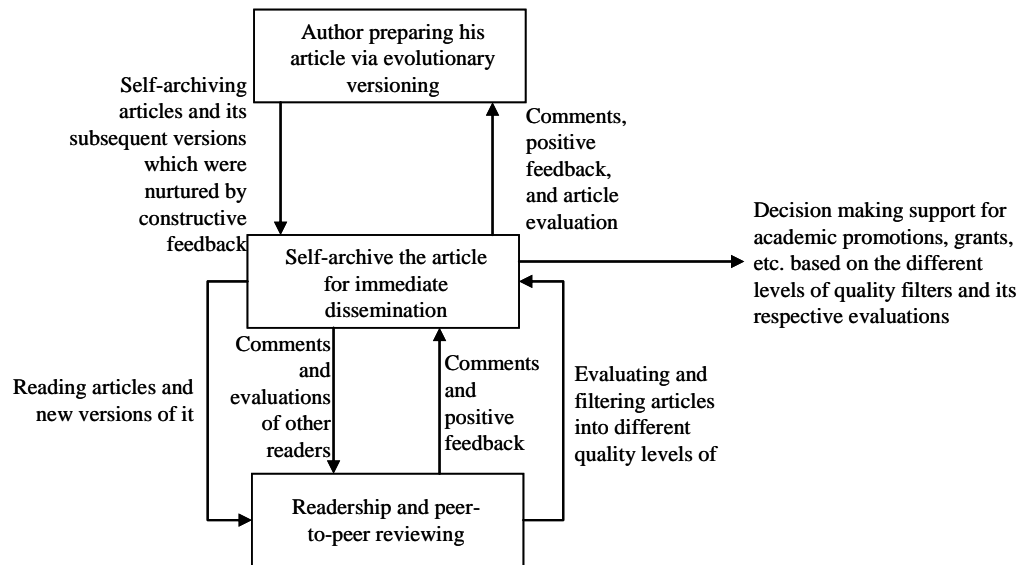 Author preparing his
article via evolutionary
versioning
Self-archiving
articles and its
subsequent versions
which were
nurtured by
constructive
feedback
Comments,
positive
feedback,
and article
evaluation
Self-archive the article
for immediate
dissemination
Decision making support for
academic promotions, grants,
etc. based on the different
levels of quality filters and its
respective evaluations
Reading articles and
new versions of it
Comments
and
evaluations
of other
readers
Comments
and
positive
feedback
Evaluating and
filtering articles
into different
quality levels of
Readership and peer-
to-peer reviewing